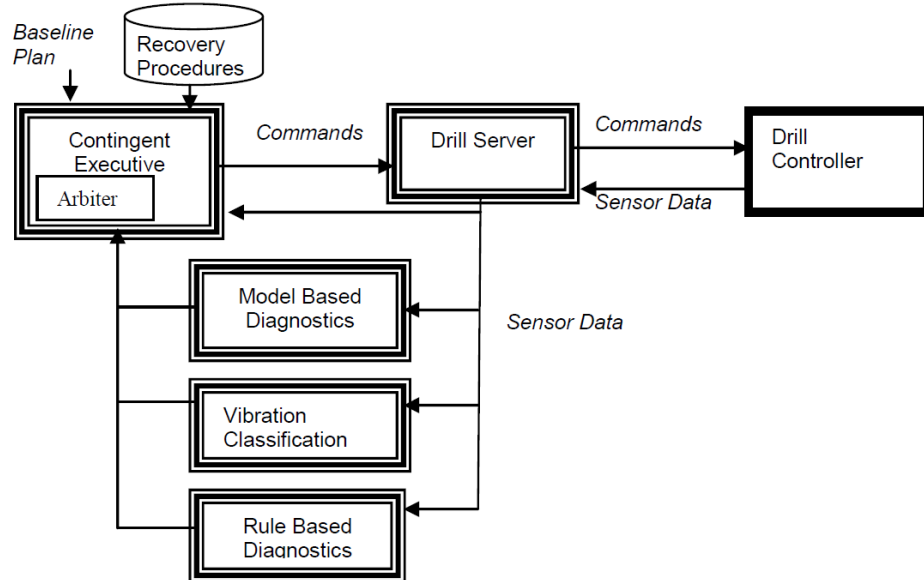 Baseline
Plan
Recovery
Procedures
Contingent
Executive
Arbiter
Commands
Drill Server
Commands
Drill
Controller
Sensor Data
Model Based
Diagnostics
Sensor Data
Vibration
Classification
Rule Based
Diagnostics